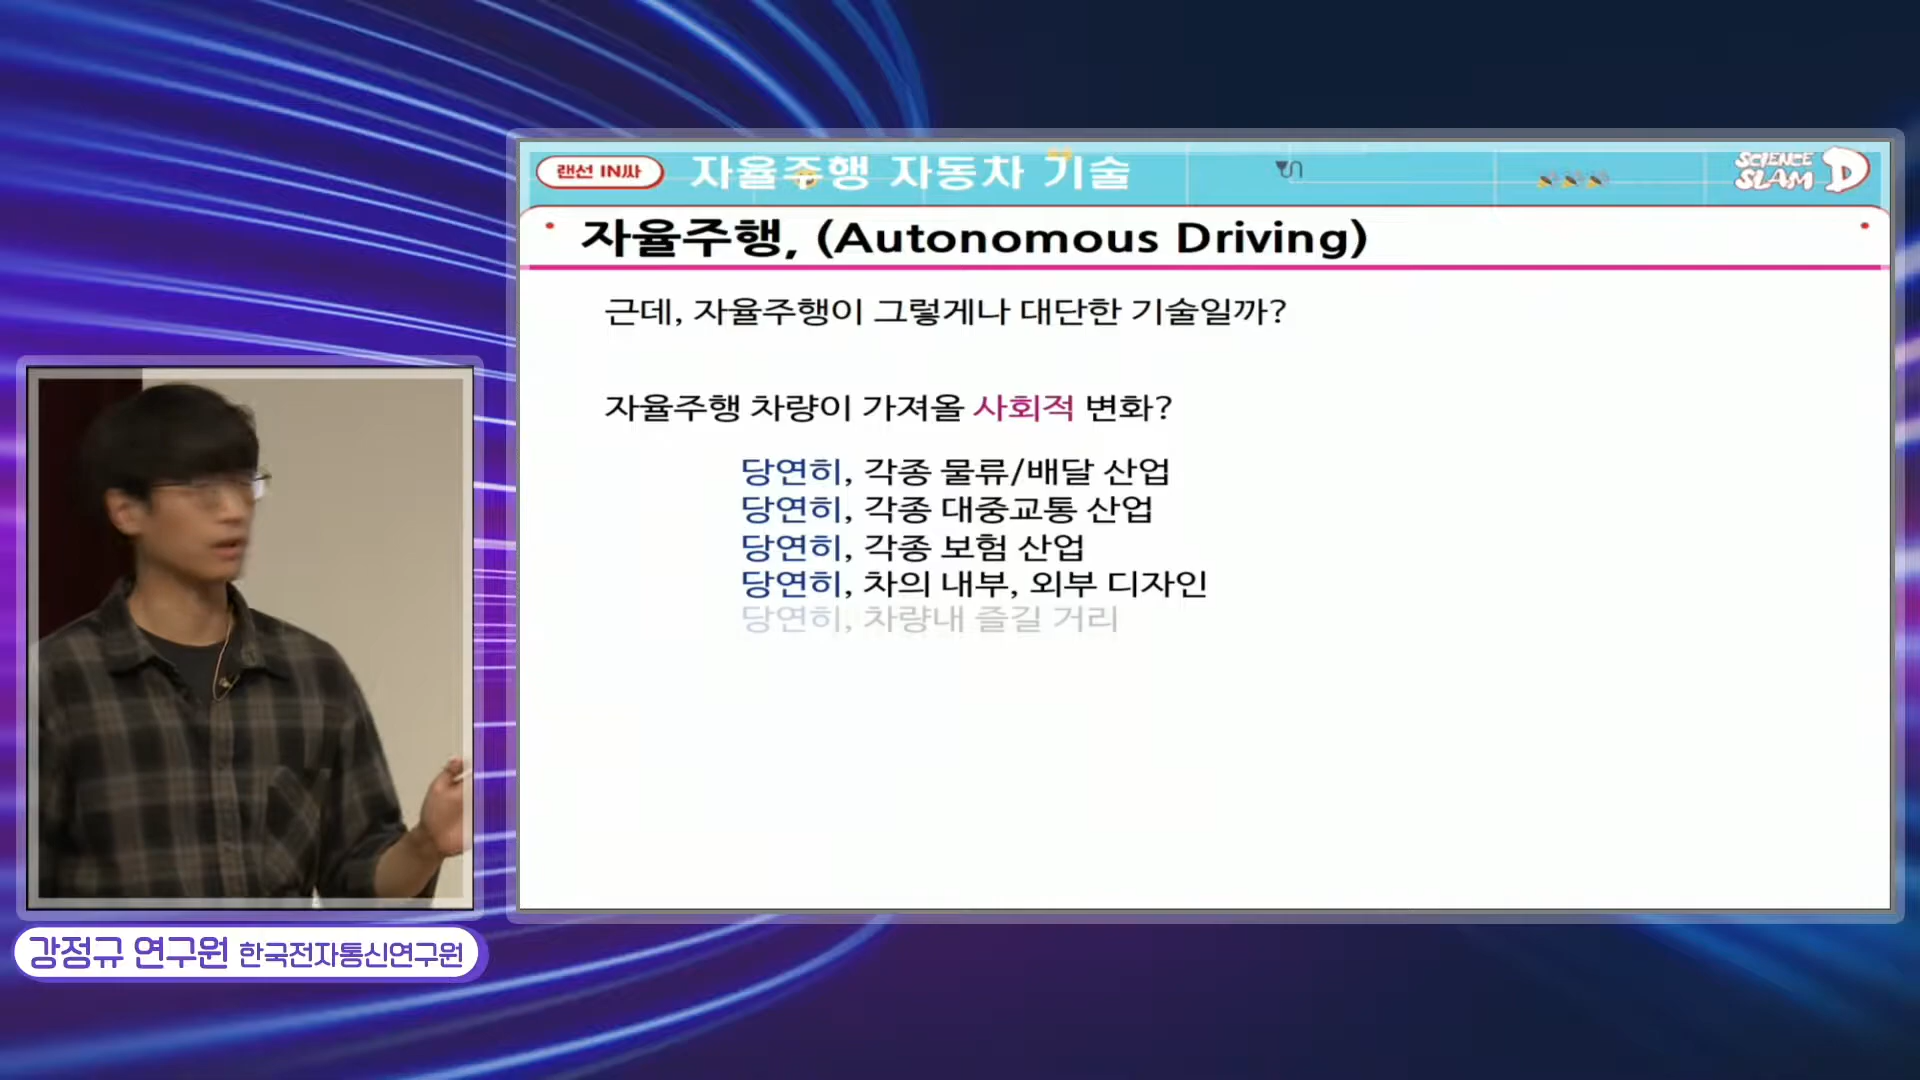 랜선 IN싸 자율주행 자동차 기술
SCIENCE SLAM D
자율주행, (Autonomous Driving)
근데, 자율주행이 그렇게나 대단한 기술일까?
자율주행 차량이 가져올 사회적 변화?
당연히, 각종 물류/배달 산업
당연히, 각종 대중교통 산업
당연히, 각종 보험 산업
당연히, 차의 내부, 외부 디자인
당연히, 차량내 즐길 거리
강정규 연구원 한국전자통신연구원